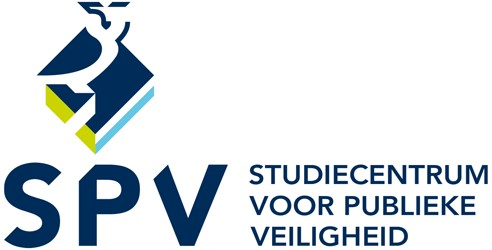 SPV
STUDIECENTRUM
VOOR PUBLIEKE
VEILIGHEID